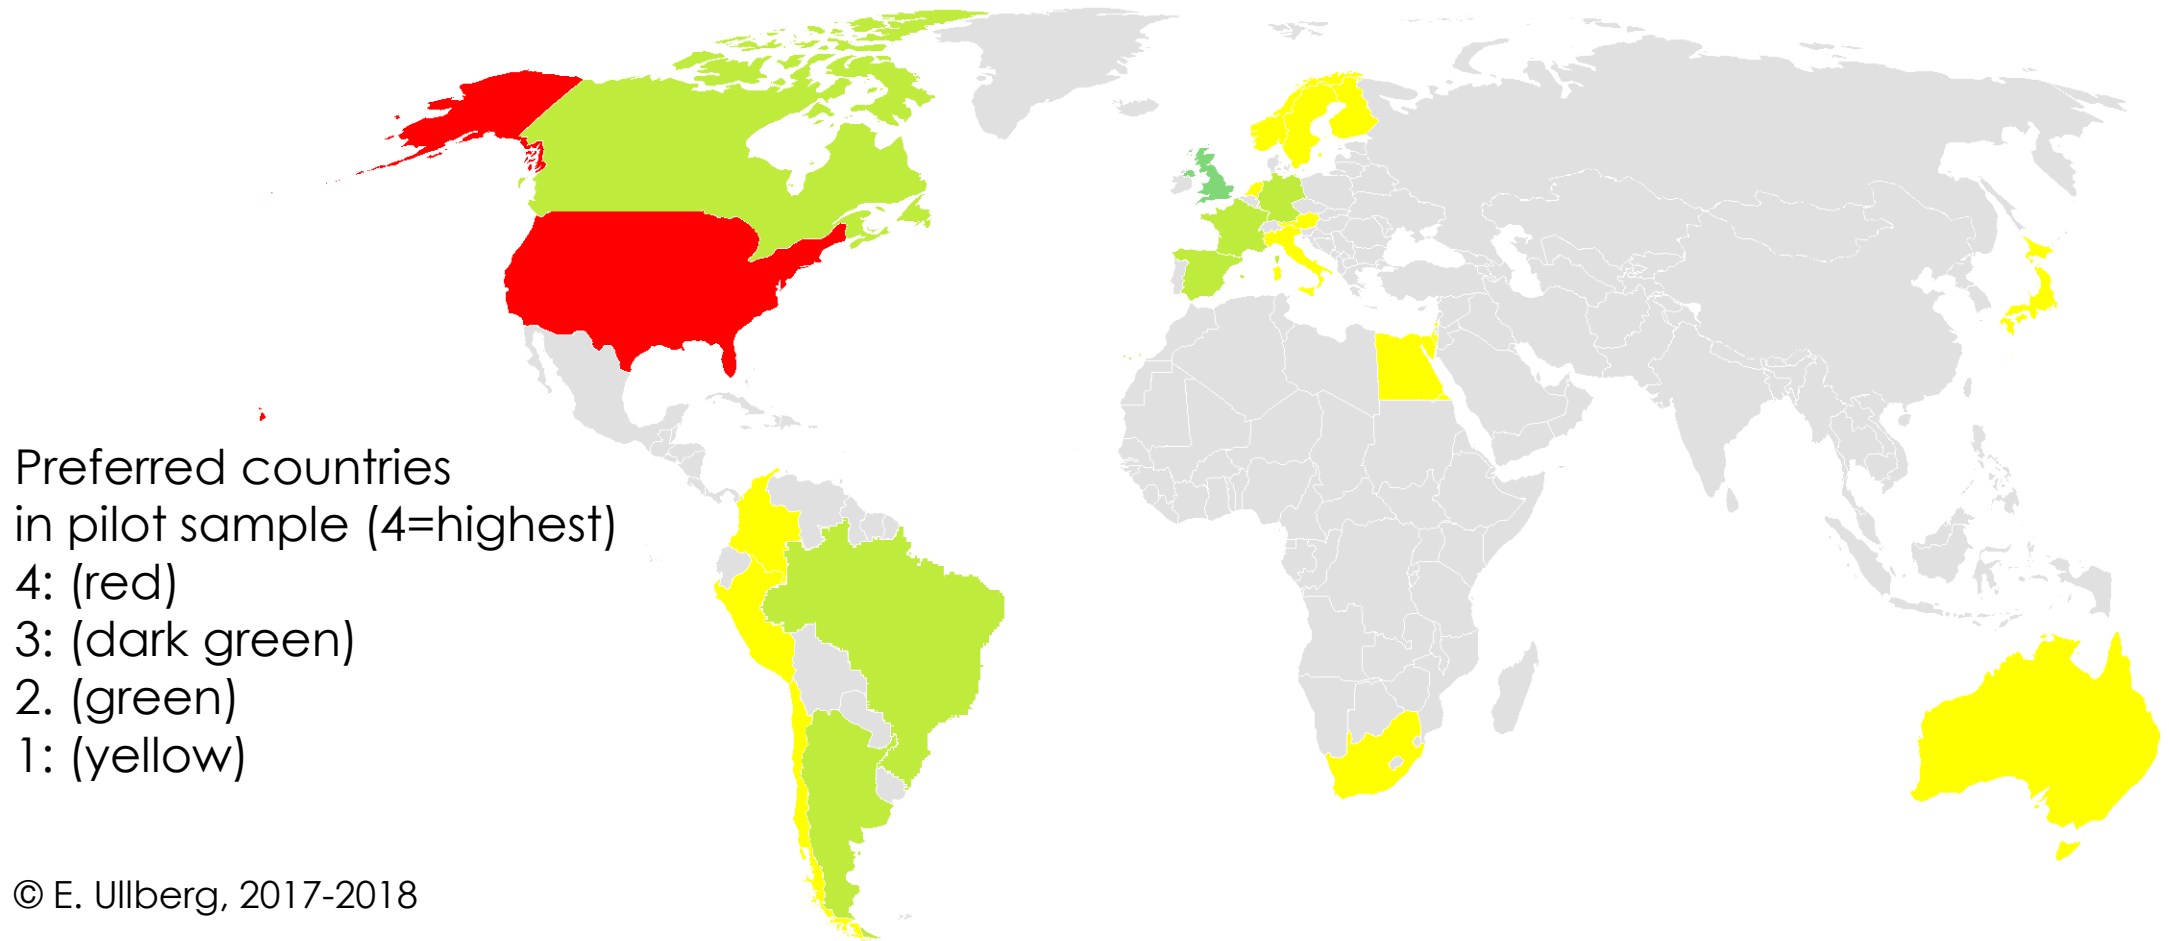 Preferred countries
in pilot sample (4=highest)
4: (red)
3: (dark green)
2. (green)
1: (yellow)
© E. Ullberg, 2017-2018